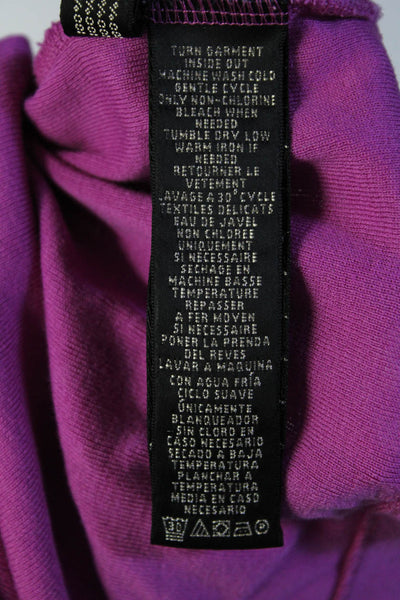 TURN GARMENT
INSIDE OUT
MACHINE WASH COLD
GENTLE CYCLE
ONLY NON-CHLORINE
BLEACH WHEN
NEEDED
TUMBLE DRY LOW
WARM IRON IF
NEEDED
RETOURNER LE
VETEMENT
LAVAGE A 30° CYCLE
TEXTILES DELICATS
EAU DE JAVEL
NON CHLOREE
UNIQUEMENT
SI NECESSAIRE
SECHAGE EN
MACHINE BASSE
TEMPERATURE
REPASSER
A FER MOYEN
SI NECESSAIRE
PONER LA PRENDA
DEL REVES
LAVAR A MAQUINA
CON AGUA FRÍA
CICLO SUAVE
ÚNICAMENTE
BLANQUEADOR
SIN CLORO EN
CASO NECESARIO
SECADO A BAJA
TEMPERATURA
PLANCHAR A
TEMPERATURA
MEDIA EN CASO
NECESARIO
30